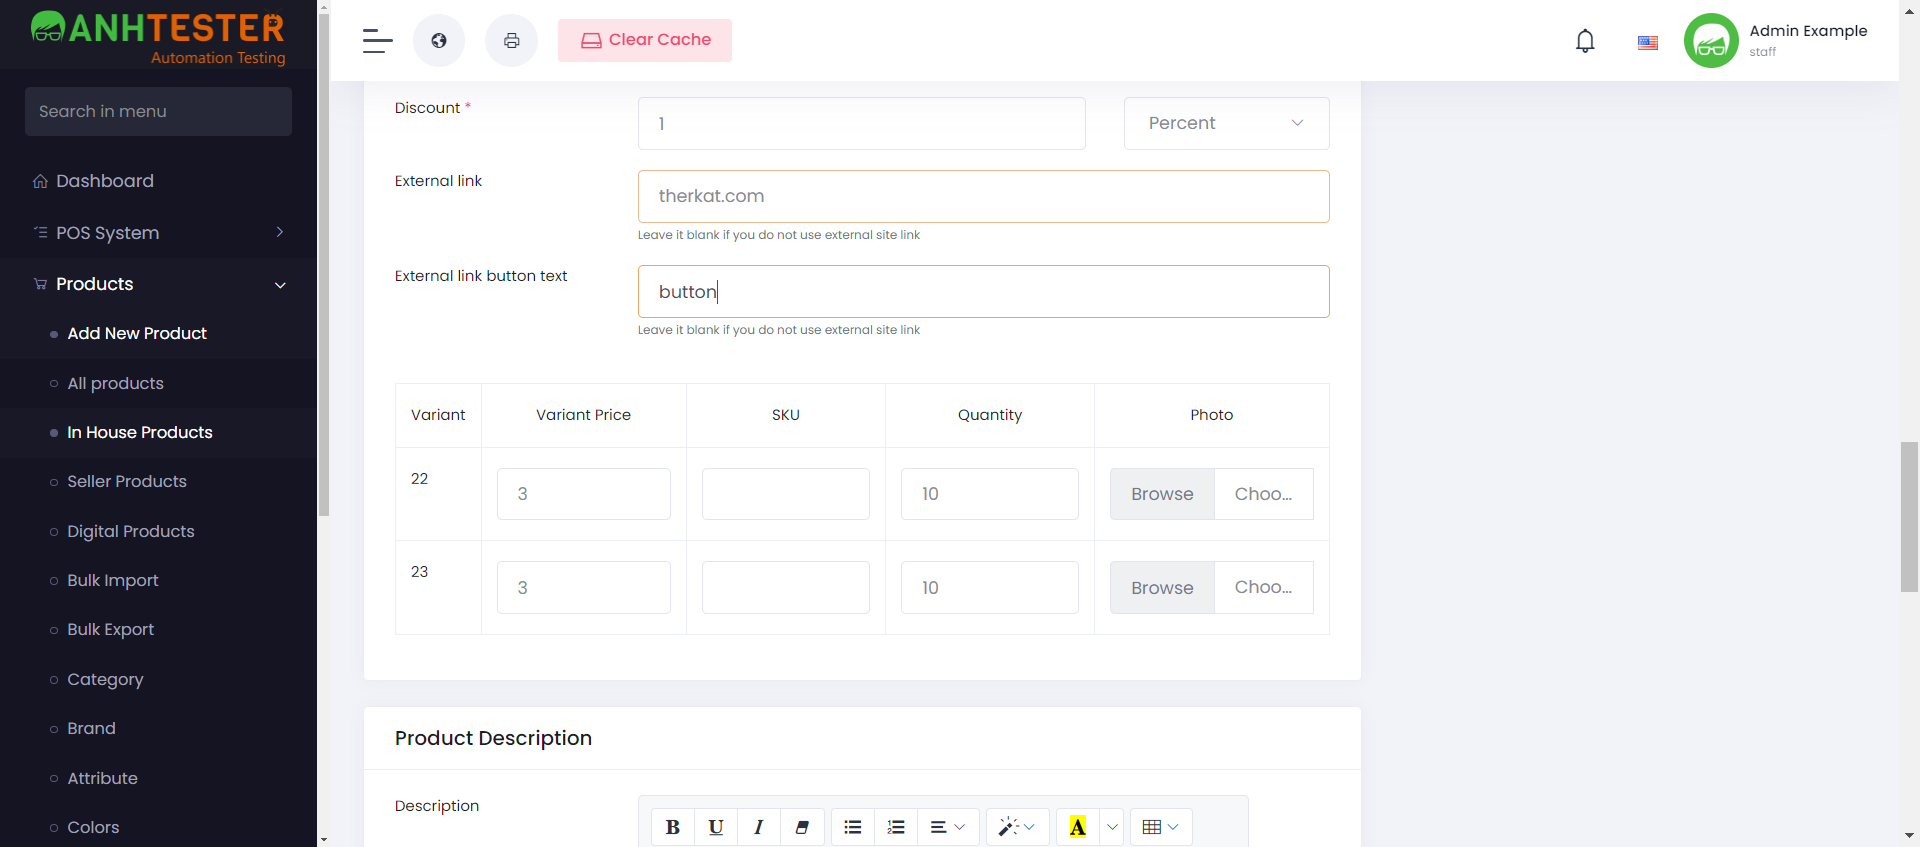 ANHTESTER
Automation Testing
Search in menu
Dashboard
POS System
Products
Add New Product
All products
In House Products
Seller Products
Digital Products
Bulk Import
Bulk Export
Category
Brand
Attribute
Colors
Clear Cache
Admin Example
staff
Discount *
1
Percent
External link
therkat.com
Leave it blank if you do not use external site link
External link button text
button
Leave it blank if you do not use external site link
Variant Variant Price SKU Quantity Photo
22 3 10 Browse Choo...
23 3 10 Browse Choo...
Product Description
Description
B U I A